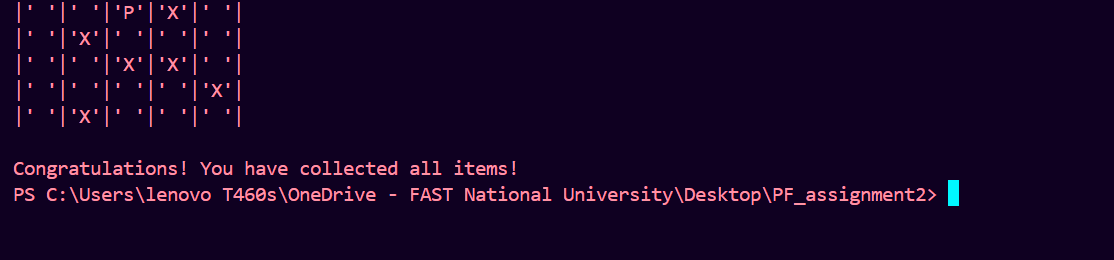 |' '|' '|'P'|'X'|' '|
|' '|'X'|' '|' '|' '|
|' '|' '|'X'|'X'|' '|
|' '|' '|' '|' '|'X'|
|' '|'X'|' '|' '|' '|
Congratulations! You have collected all items!
PS C:\Users\lenovo T460s\OneDrive - FAST National University\Desktop\PF_assignment2>